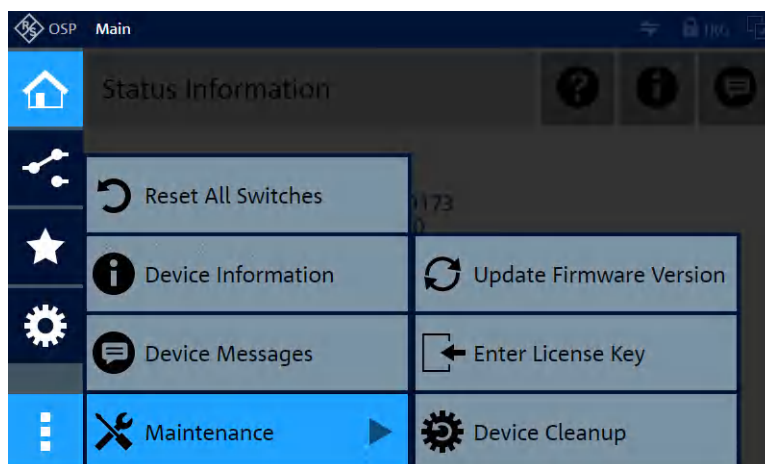 OSP Main
Status Information
Reset All Switches
Device Information
Update Firmware Version
Device Messages
Enter License Key
Maintenance
Device Cleanup